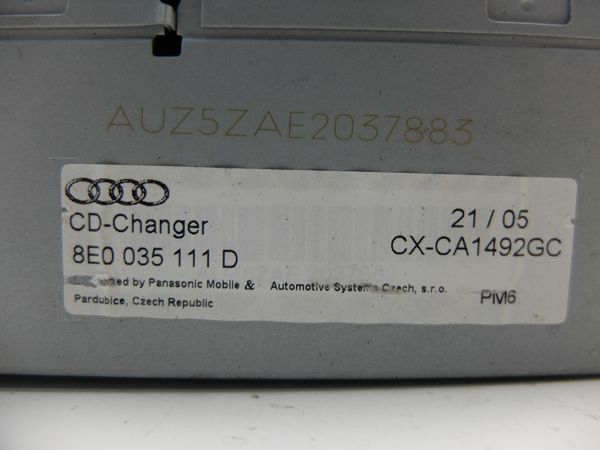 AUZ5ZAE2037883
CD-Changer
21 / 05
8E0 035 111 D
CX-CA1492GC
by Panasonic Mobile & Automotive Systems Czech, s.r.o.
PM6
Pardubice, Czech Republic